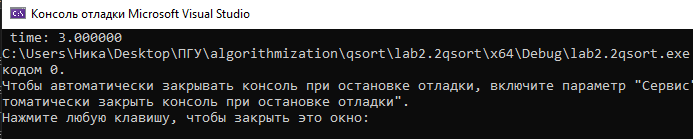 Консоль отладки Microsoft Visual Studio
time: 3.000000
C:\Users\Ника\Desktop\ПГУ\algorithmization\qsort\lab2.2qsort\x64\Debug\lab2.2qsort.exe
кодом 0.
Чтобы автоматически закрывать консоль при остановке отладки, включите параметр "Сервис"
томатически закрыть консоль при остановке отладки".
Нажмите любую клавишу, чтобы закрыть это окно: